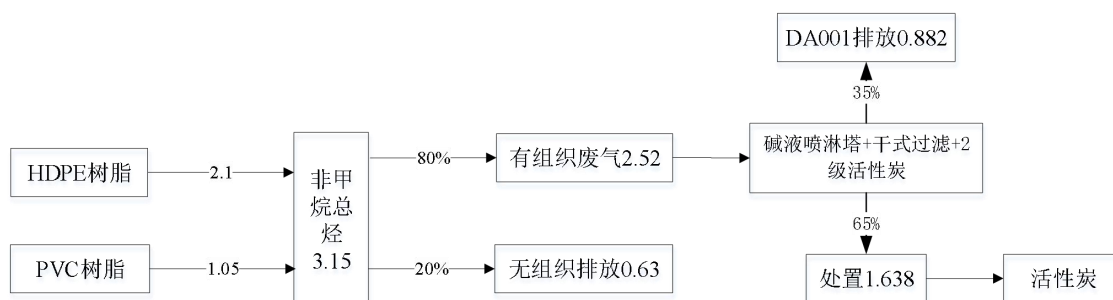 DA001排放0.882
35%
碱液喷淋塔+干式过滤+2
级活性炭
HDPE树脂
2.1
非甲
烷总
烃
3.15
80%
有组织废气2.52
65%
PVC树脂
1.05
20%
无组织排放0.63
处置1.638
活性炭